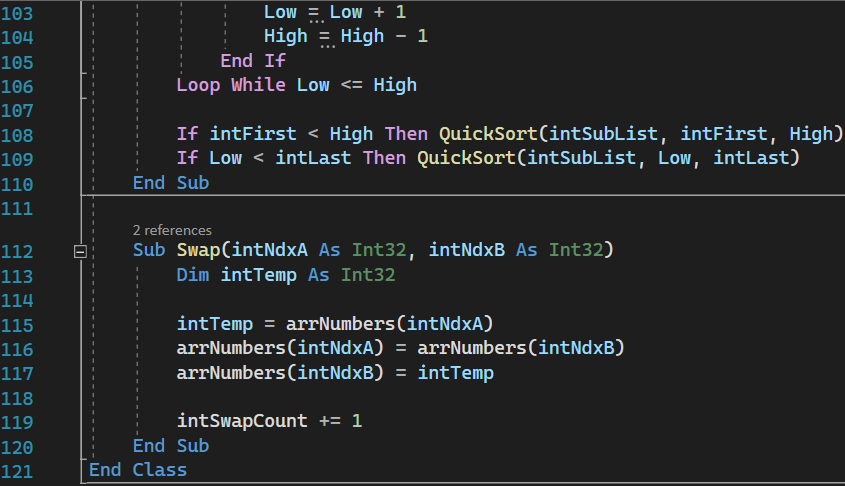 103 Low = Low + 1
104 High = High - 1
105 End If
106 Loop While Low <= High
107
108 If intFirst < High Then QuickSort(intSubList, intFirst, High)
109 If Low < intLast Then QuickSort(intSubList, Low, intLast)
110 End Sub
111
2 references
112 Sub Swap(intNdxA As Int32, intNdxB As Int32)
113 Dim intTemp As Int32
114
115 intTemp = arrNumbers(intNdxA)
116 arrNumbers(intNdxA) = arrNumbers(intNdxB)
117 arrNumbers(intNdxB) = intTemp
118
119 intSwapCount += 1
120 End Sub
121 End Class